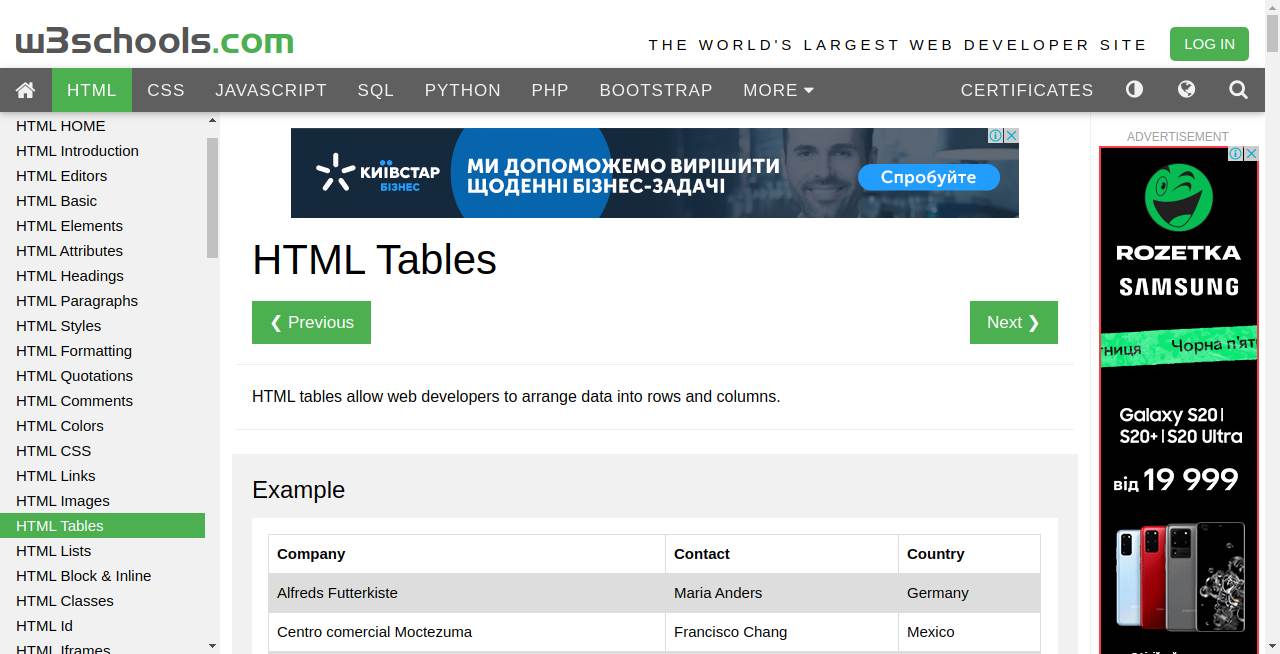 w3schools.com
THE WORLD'S LARGEST WEB DEVELOPER SITE
LOG IN
HTML CSS JAVASCRIPT SQL PYTHON PHP BOOTSTRAP MORE CERTIFICATES
HTML HOME
HTML Introduction
HTML Editors
HTML Basic
HTML Elements
HTML Attributes
HTML Headings
HTML Paragraphs
HTML Styles
HTML Formatting
HTML Quotations
HTML Comments
HTML Colors
HTML CSS
HTML Links
HTML Images
HTML Tables
HTML Lists
HTML Block & Inline
HTML Classes
HTML Id
HTML Iframes
КИЇВСТАР
БІЗНЕС
МИ ДОПОМОЖЕМО ВИРІШИТИ
ЩОДЕННІ БІЗНЕС-ЗАДАЧІ
Спробуйте
HTML Tables
❮ Previous
Next ❯
HTML tables allow web developers to arrange data into rows and columns.
Example
Company Contact Country
Alfreds Futterkiste Maria Anders Germany
Centro comercial Moctezuma Francisco Chang Mexico
ADVERTISEMENT
ROZETKA
SAMSUNG
тниця Чорна п'ят
Galaxy S20 |
S20+ | S20 Ultra
від 19 999